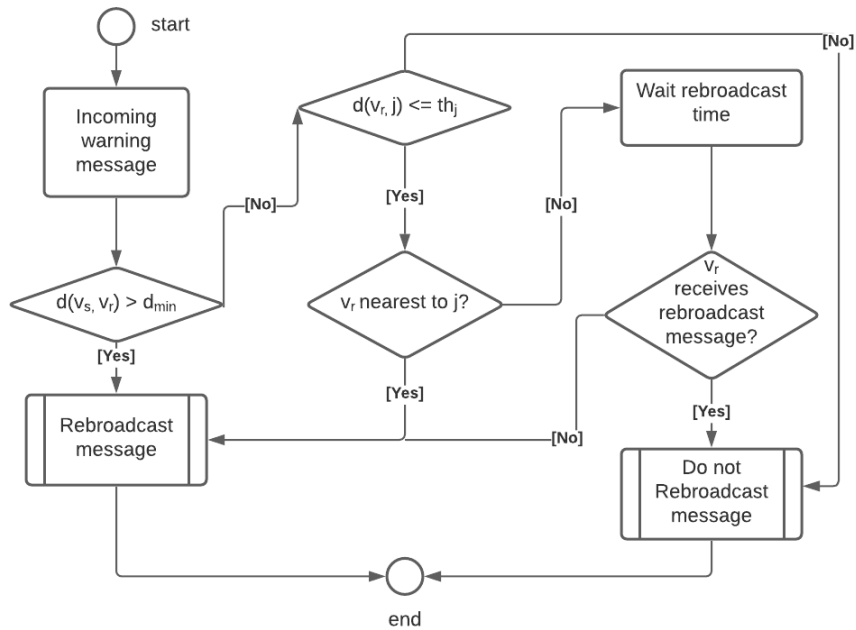 start
[No]
Incoming
warning
message
d(vr, j) <= thj
Wait rebroadcast
time
[Yes]
[No]
[No]
d(vs, vr) > dmin
vr nearest to j?
vr
receives
rebroadcast
message?
[Yes]
[Yes]
[Yes]
Rebroadcast
message
[No]
Do not
Rebroadcast
message
end